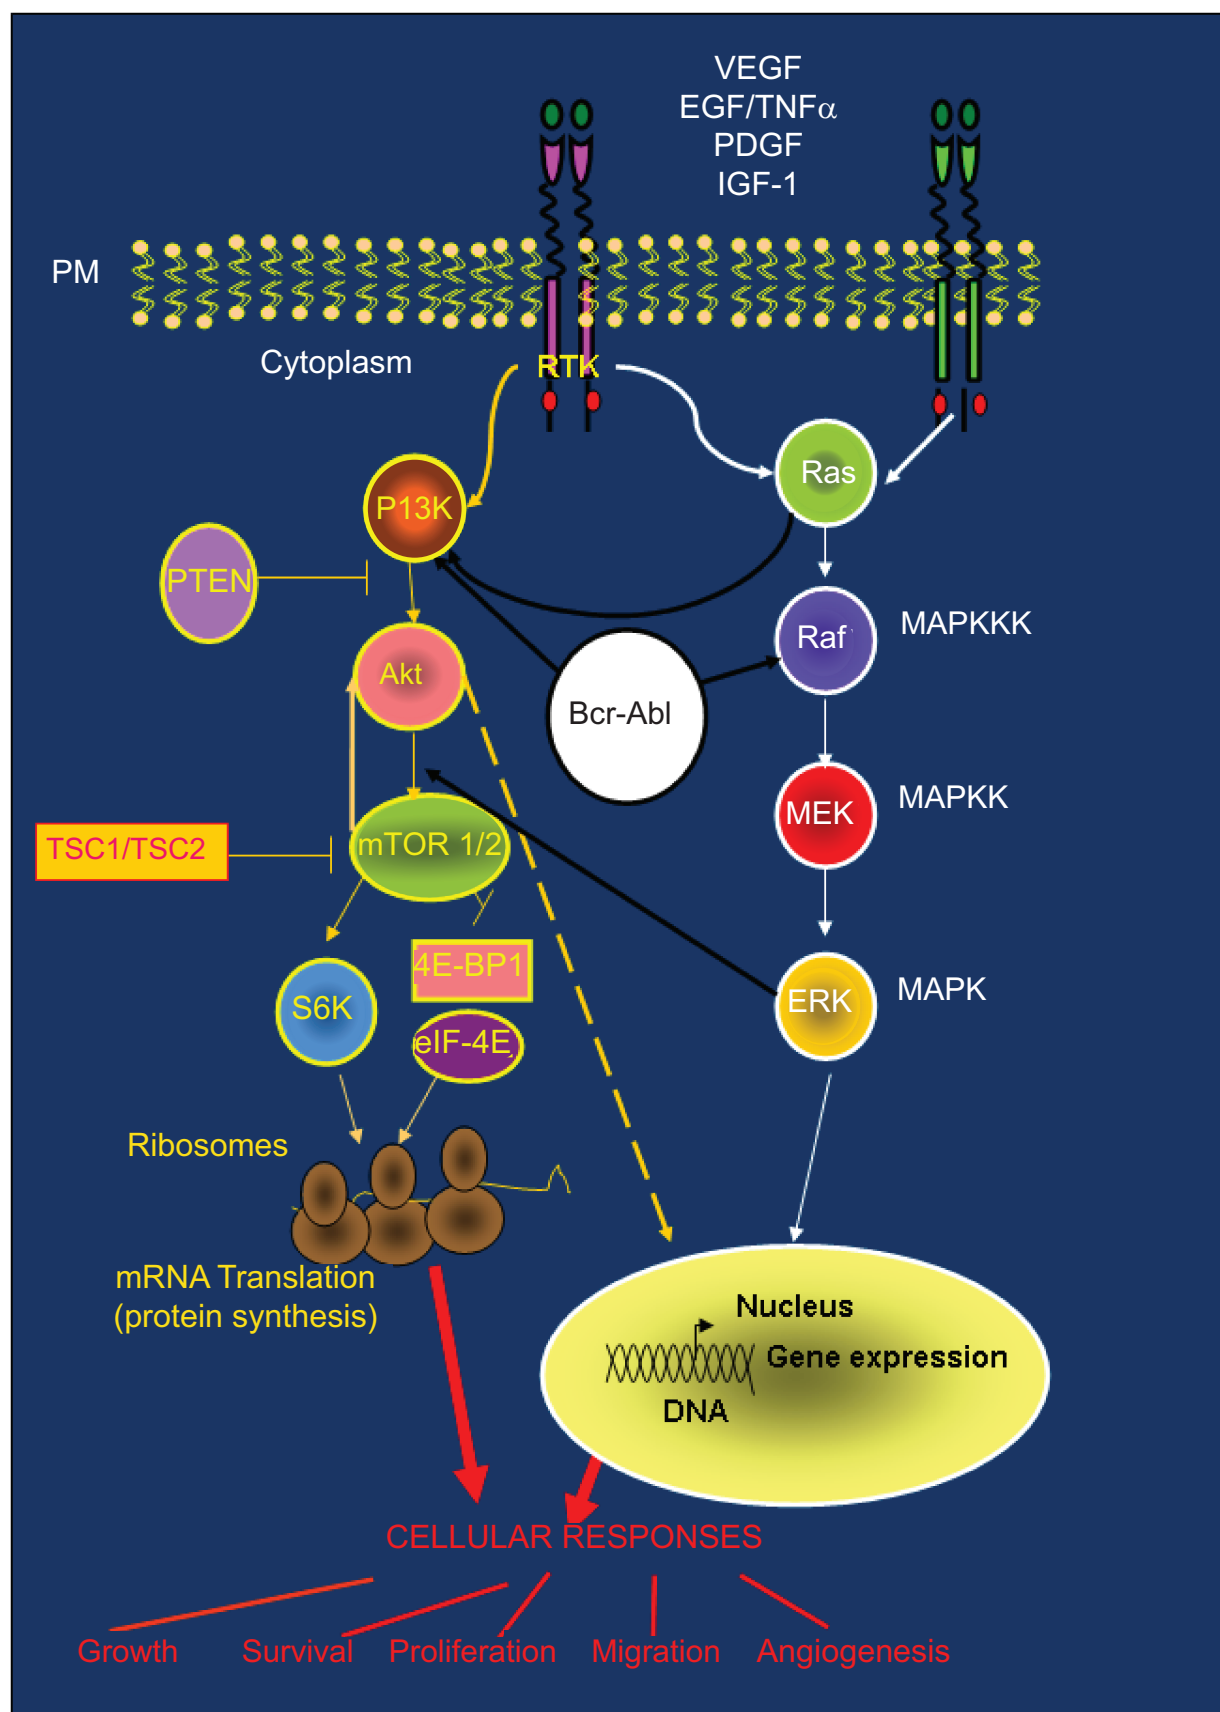 VEGF
EGF/TNFα
PDGF
IGF-1
PM
Cytoplasm
RTK
Ras
P13K
PTEN
Raf
MAPKKK
Akt
Bcr-Abl
MEK
MAPKK
TSC1/TSC2
mTOR 1/2
4E-BP1
S6K
ERK
MAPK
eIF-4E
Ribosomes
mRNA Translation
(protein synthesis)
Nucleus
Gene expression
DNA
CELLULAR RESPONSES
Growth
Survival
Proliferation
Migration
Angiogenesis